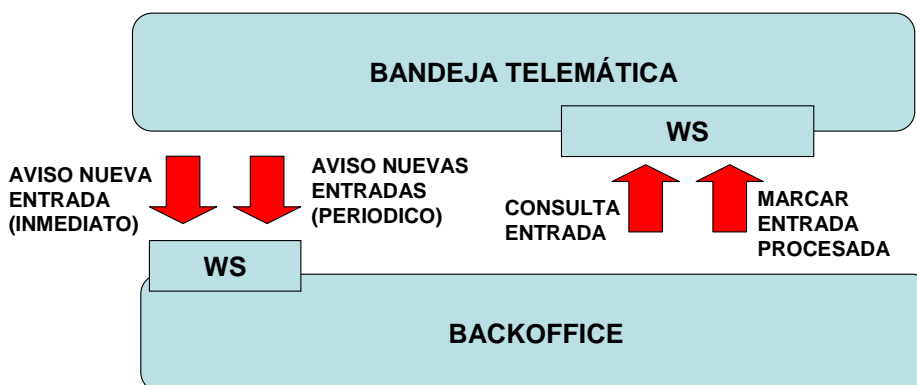 BANDEJA TELEMÁTICA
WS
AVISO NUEVA
ENTRADA
(INMEDIATO)
AVISO NUEVAS
ENTRADAS
(PERIODICO)
CONSULTA
ENTRADA
MARCAR
ENTRADA
PROCESADA
WS
BACKOFFICE